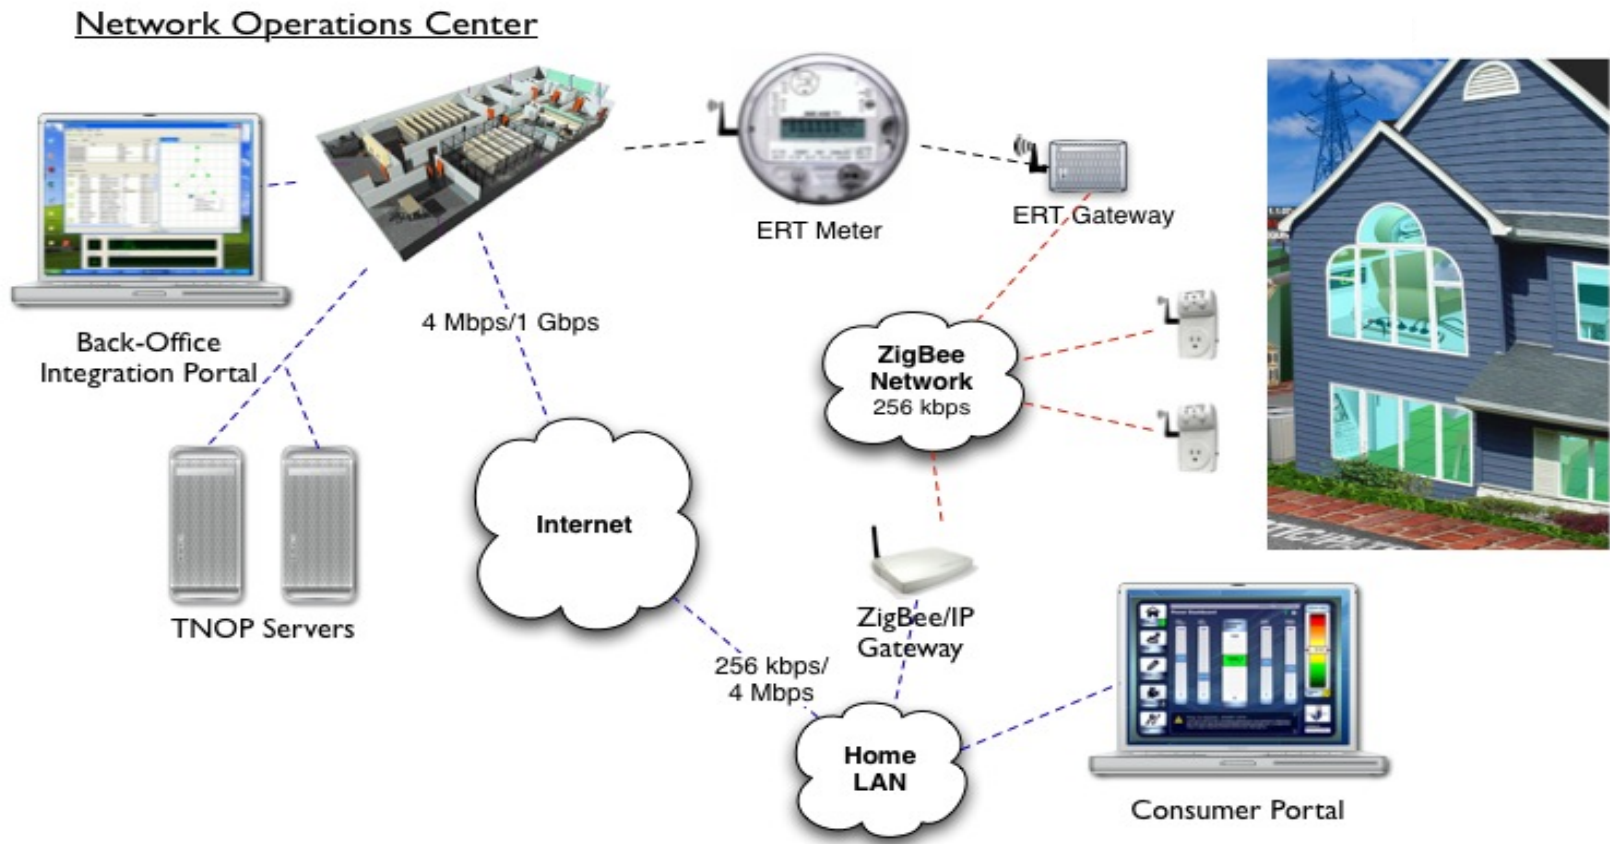 Network Operations Center
ERT Meter
ERT Gateway
4 Mbps/1 Gbps
Back-Office
Integration Portal
ZigBee
Network
256 kbps
Internet
TNOP Servers
ZigBee/IP
Gateway
256 kbps/
4 Mbps
Home
LAN
Consumer Portal